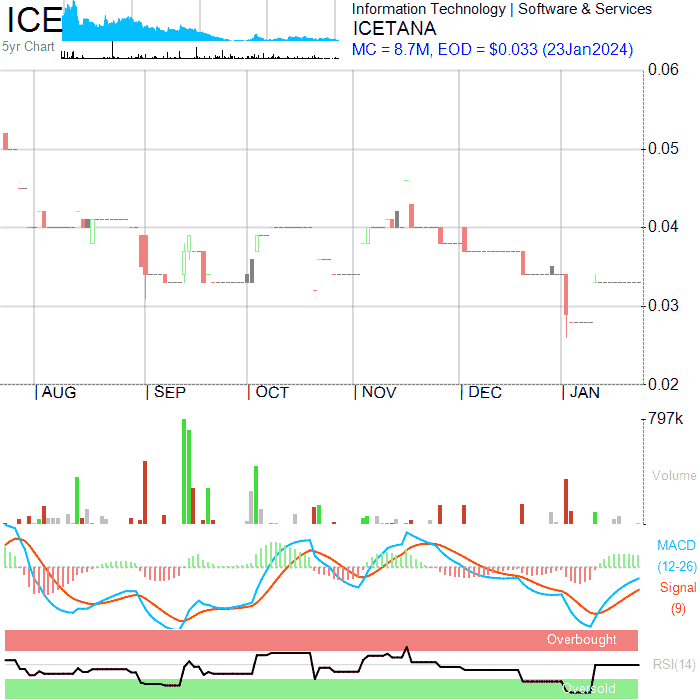 ICE
5yr Chart
Information Technology | Software & Services
ICETANA
MC = 8.7M, EOD = $0.033 (23Jan2024)
0.06
0.05
0.04
0.03
0.02
AUG SEP OCT NOV DEC JAN
797k
Volume
MACD
(12-26)
Signal
(9)
Overbought
RSI(14)
Oversold